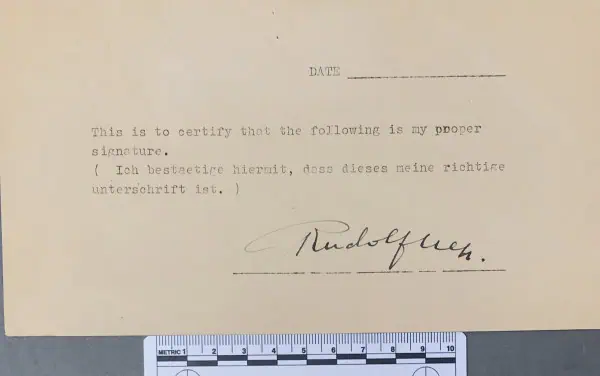 DATE
This is to certify that the following is my proper
signature.
( Ich bestaetige hiermit, dass dieses meine richtige
unterschrift ist. )
Rudolf Hess.
METRIC 1 2 3 4 5 6 7 8 9 10